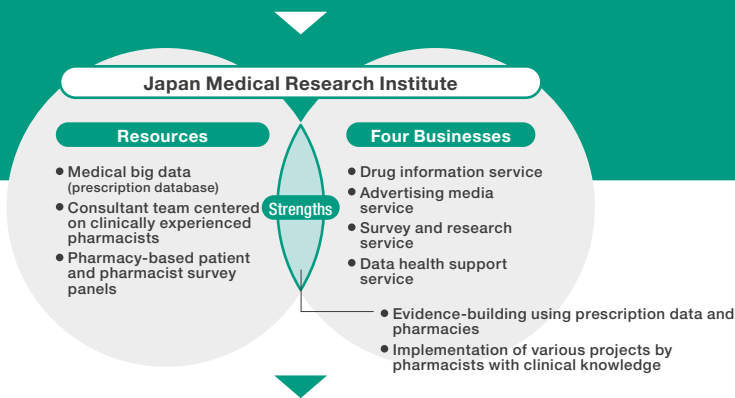 Japan Medical Research Institute
Resources
• Medical big data
(prescription database)
• Consultant team centered
on clinically experienced
pharmacists
• Pharmacy-based patient
and pharmacist survey
panels
Strengths
Four Businesses
• Drug information service
• Advertising media
service
• Survey and research
service
• Data health support
service
• Evidence-building using prescription data and
pharmacies
• Implementation of various projects by
pharmacists with clinical knowledge